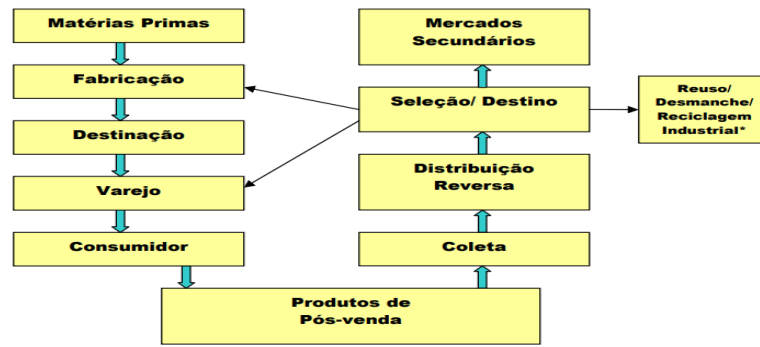 Matérias Primas
Fabricação
Destinação
Varejo
Consumidor
Produtos de
Pós-venda
Coleta
Distribuição
Reversa
Seleção/ Destino
Mercados
Secundários
Reuso/
Desmanche/
Reciclagem
Industrial*